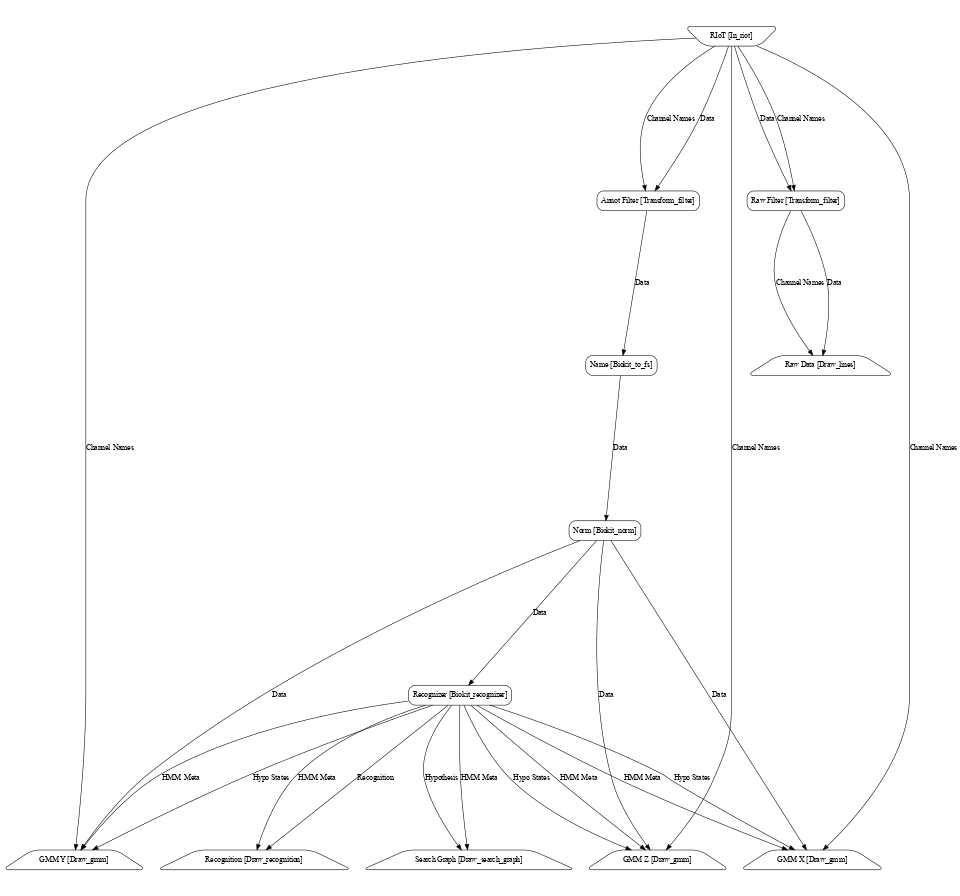 RIoT [In_riot]
Channel Names
Data
Data
Channel Names
Annot Filter [Transform_filter]
Raw Filter [Transform_filter]
Data
Channel Names
Data
Name [Biokit_to_fs]
Raw Data [Draw_lines]
Channel Names
Data
Channel Names
Channel Names
Norm [Biokit_norm]
Data
Data
Recognizer [Biokit_recognizer]
Data
Data
HMM Meta
Hypo States
HMM Meta
Recognition
Hypothesis
HMM Meta
Hypo States
HMM Meta
HMM Meta
Hypo States
GMM Y [Draw_gmm]
Recognition [Draw_recognition]
Search Graph [Draw_search_graph]
GMM Z [Draw_gmm]
GMM X [Draw_gmm]